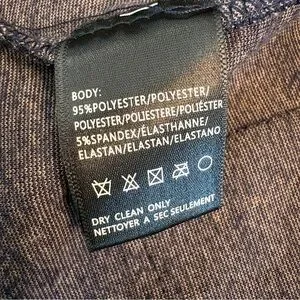 BODY:
95%POLYESTER/POLYESTER/
POLYESTER/POLIESTERE/POLIÉSTER
5%SPANDEX/ÉLASTHANNE/
ELASTAN/ELASTAN/ELASTANO
DRY CLEAN ONLY
NETTOYER A SEC SEULEMENT